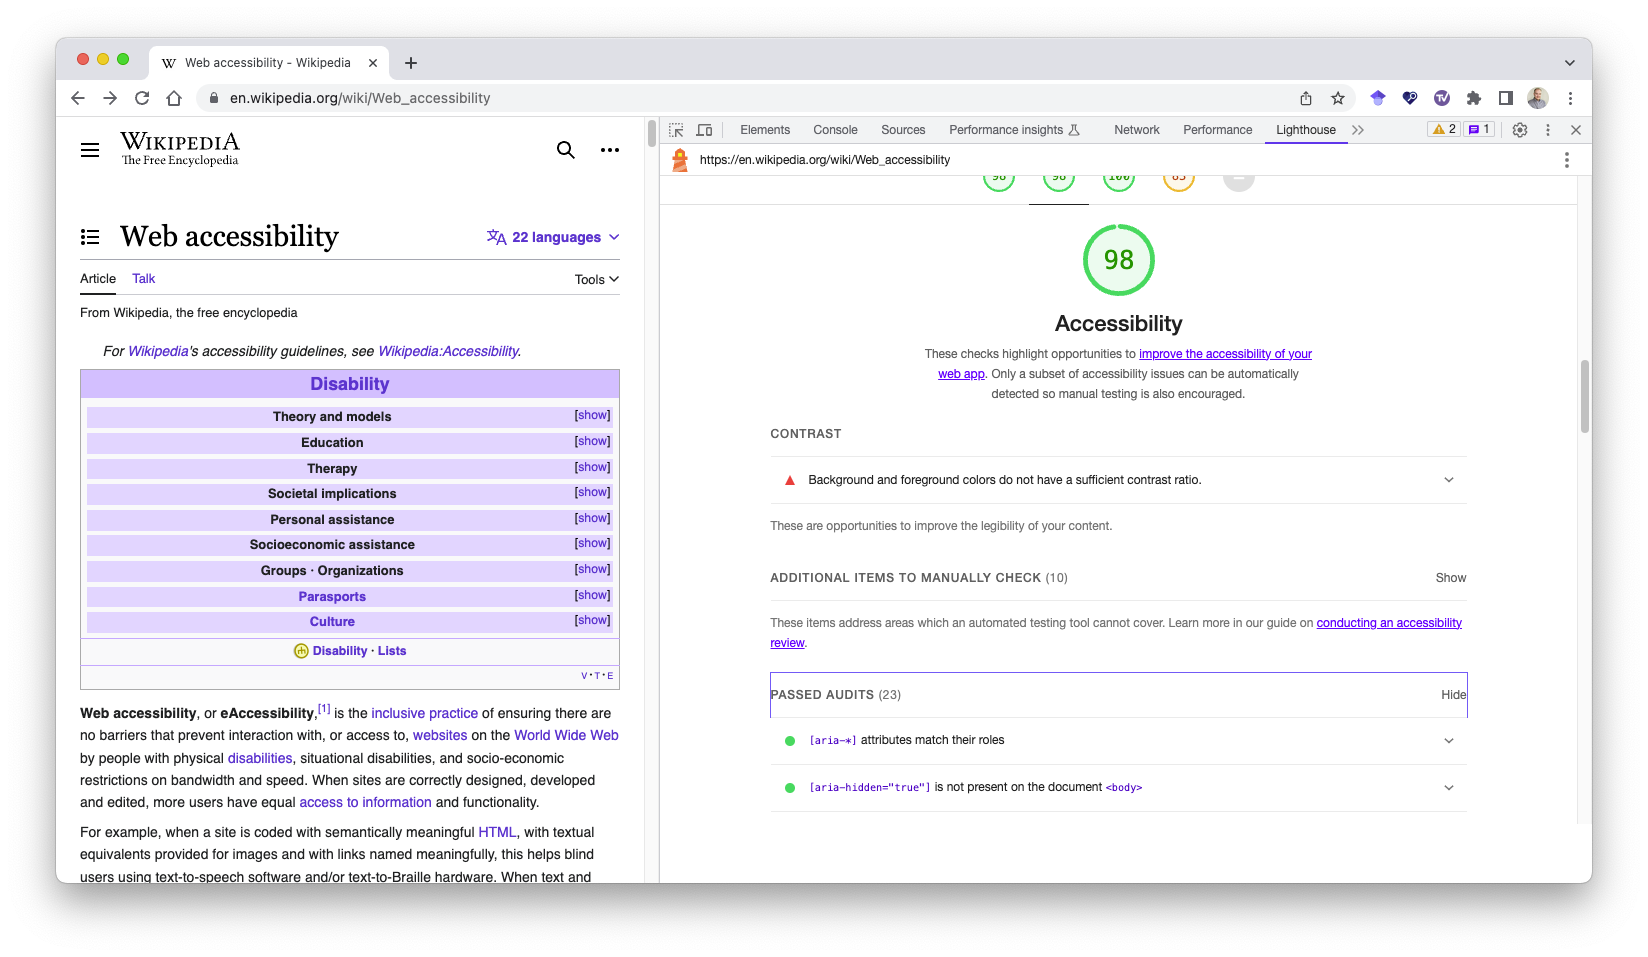 Web accessibility - Wikipedia
en.wikipedia.org/wiki/Web_accessibility
WIKIPEDIA
The Free Encyclopedia
Web accessibility
22 languages
Article Talk
Tools
From Wikipedia, the free encyclopedia
For Wikipedia's accessibility guidelines, see Wikipedia:Accessibility.
Disability
Theory and models [show]
Education [show]
Therapy [show]
Societal implications [show]
Personal assistance [show]
Socioeconomic assistance [show]
Groups · Organizations [show]
Parasports [show]
Culture [show]
Disability · Lists
V · T · E
Web accessibility, or eAccessibility,[1] is the inclusive practice of ensuring there are
no barriers that prevent interaction with, or access to, websites on the World Wide Web
by people with physical disabilities, situational disabilities, and socio-economic
restrictions on bandwidth and speed. When sites are correctly designed, developed
and edited, more users have equal access to information and functionality.
For example, when a site is coded with semantically meaningful HTML, with textual
equivalents provided for images and with links named meaningfully, this helps blind
users using text-to-speech software and/or text-to-Braille hardware. When text and
Elements Console Sources Performance insights Network Performance Lighthouse 2 1
https://en.wikipedia.org/wiki/Web_accessibility
98 98 100 83
98
Accessibility
These checks highlight opportunities to improve the accessibility of your
web app. Only a subset of accessibility issues can be automatically
detected so manual testing is also encouraged.
CONTRAST
Background and foreground colors do not have a sufficient contrast ratio.
These are opportunities to improve the legibility of your content.
ADDITIONAL ITEMS TO MANUALLY CHECK (10) Show
These items address areas which an automated testing tool cannot cover. Learn more in our guide on conducting an accessibility
review.
PASSED AUDITS (23) Hide
[aria-*] attributes match their roles
[aria-hidden="true"] is not present on the document <body>